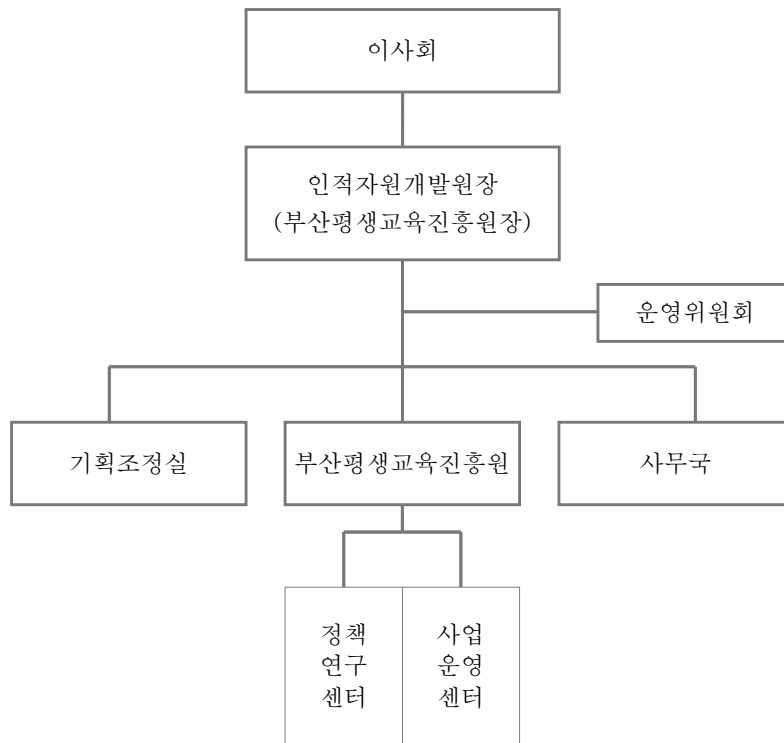 이사회
인적자원개발원장
(부산평생교육진흥원장)
운영위원회
기획조정실
부산평생교육진흥원
사무국
정책
연구
센터
사업
운영
센터